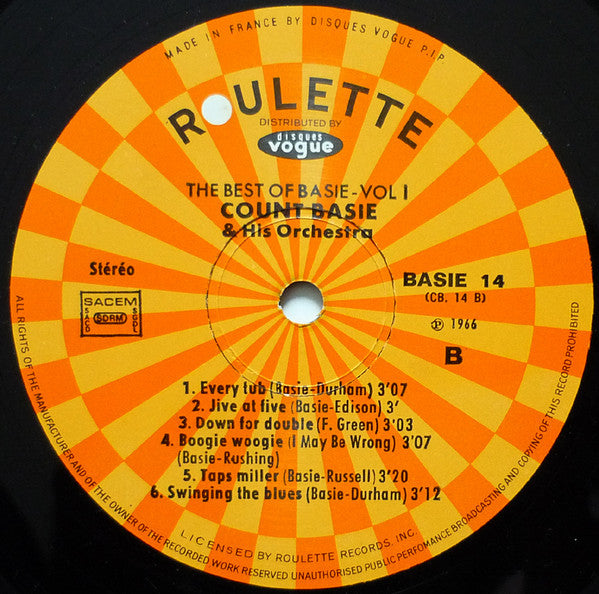 MADE IN FRANCE BY DISQUES VOGUE P.I.P.
ROULETTE
DISTRIBUTED BY
disques
vogue
THE BEST OF BASIE-VOL I
COUNT BASIE
& His Orchestra
Stéréo
BASIE 14
(CB. 14 B)
SACEM
SACD
SDRM
SGDL
℗ 1966
B
1. Every tub (Basie-Durham) 3'07
2. Jive at five (Basie-Edison) 3'
3. Down for double (F. Green) 3'03
4. Boogie woogie (I May Be Wrong) 3'07
(Basie-Rushing)
5. Taps miller (Basie-Russell) 3'20
6. Swinging the blues (Basie-Durham) 3'12
LICENSED BY ROULETTE RECORDS, INC.
ALL RIGHTS OF THE MANUFACTURER AND OF THE OWNER OF THE RECORDED WORK RESERVED UNAUTHORISED PUBLIC PERFOMANCE BROADCASTING AND COPYING OF THIS RECORD PROHIBITED